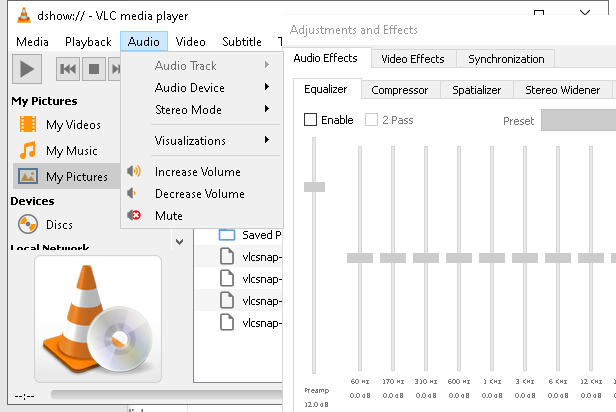 dshow:// - VLC media player
Media Playback Audio Video Subtitle
Audio Track
Audio Device
Stereo Mode
Visualizations
Increase Volume
Decrease Volume
Mute
My Pictures
My Videos
My Music
My Pictures
Devices
Discs
Local Network
Saved P
vlcsnap-
vlcsnap-
vlcsnap-
vlcsnap-
--:--
Adjustments and Effects
Audio Effects Video Effects Synchronization
Equalizer Compressor Spatializer Stereo Widener
Enable 2 Pass Preset
60 Hz 170 Hz 310 Hz 600 Hz 1 KHz 3 KHz 6 KHz 12 KHz
Preamp 0.0 dB 0.0 dB 0.0 dB 0.0 dB 0.0 dB 0.0 dB 0.0 dB 0.0 dB
12.0 dB